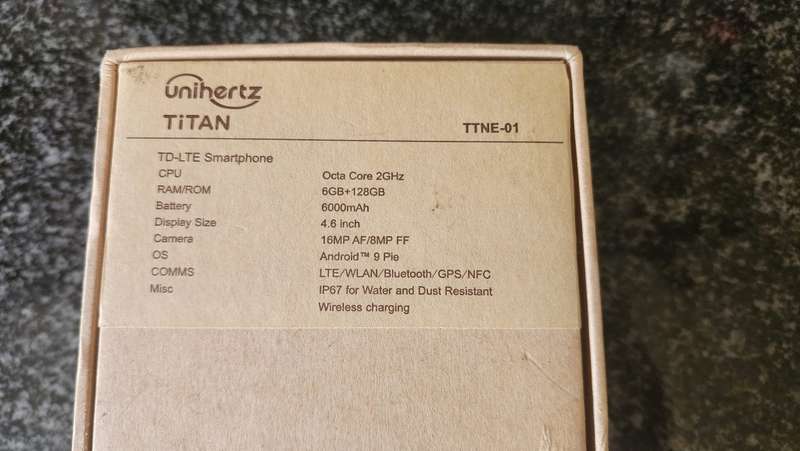 unihertz
TiTAN TTNE-01
TD-LTE Smartphone
CPU Octa Core 2GHz
RAM/ROM 6GB+128GB
Battery 6000mAh
Display Size 4.6 inch
Camera 16MP AF/8MP FF
OS Android™ 9 Pie
COMMS LTE/WLAN/Bluetooth/GPS/NFC
Misc IP67 for Water and Dust Resistant
Wireless charging